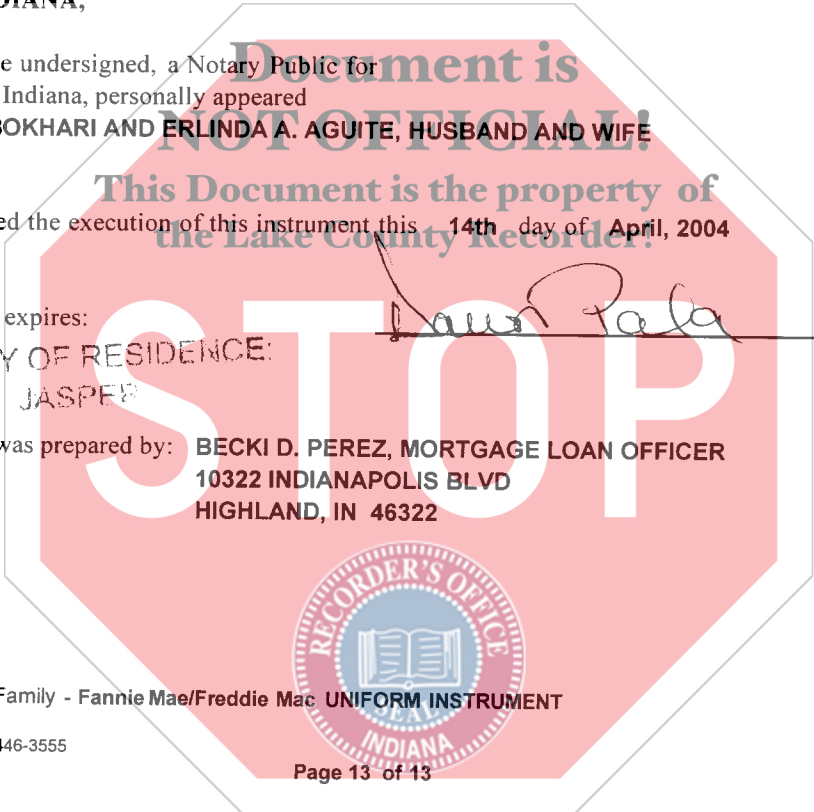 DIANA,
e undersigned, a Notary Public for
Indiana, personally appeared
BOKHARI AND ERLINDA A. AGUITE, HUSBAND AND WIFE
ed the execution of this instrument this 14th day of April, 2004
Document is
NOT OFFICIAL!
This Document is the property of
the Lake County Recorder!
expires:
Y OF RESIDENCE:
JASPER
STOP
was prepared by: BECKI D. PEREZ, MORTGAGE LOAN OFFICER
10322 INDIANAPOLIS BLVD
HIGHLAND, IN 46322
RECORDER'S OFFICE
SEAL
INDIANA
Family - Fannie Mae/Freddie Mac UNIFORM INSTRUMENT
446-3555
Page 13 of 13